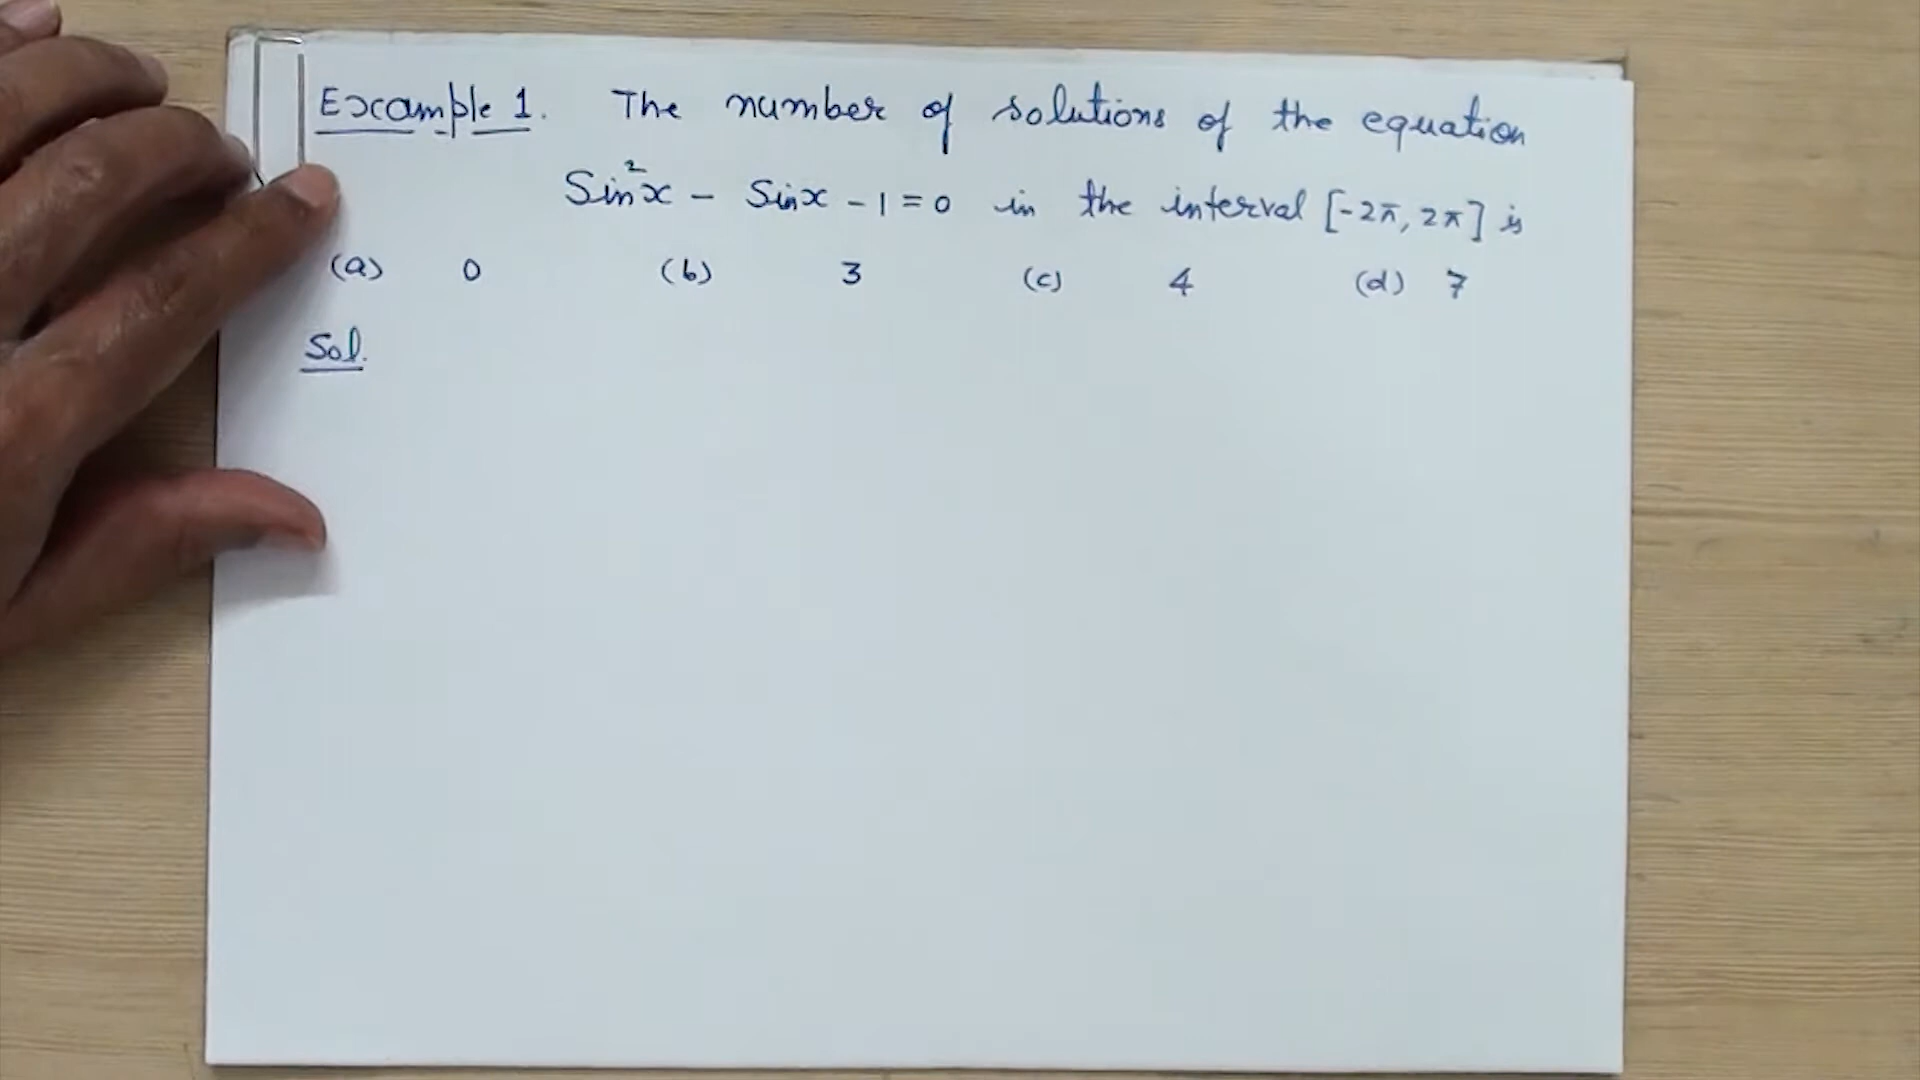 Example 1. The number of solutions of the equation
Sin²x - Sinx - 1 = 0 in the interval [-2π, 2π] is
(a) 0 (b) 3 (c) 4 (d) 7
Sol.